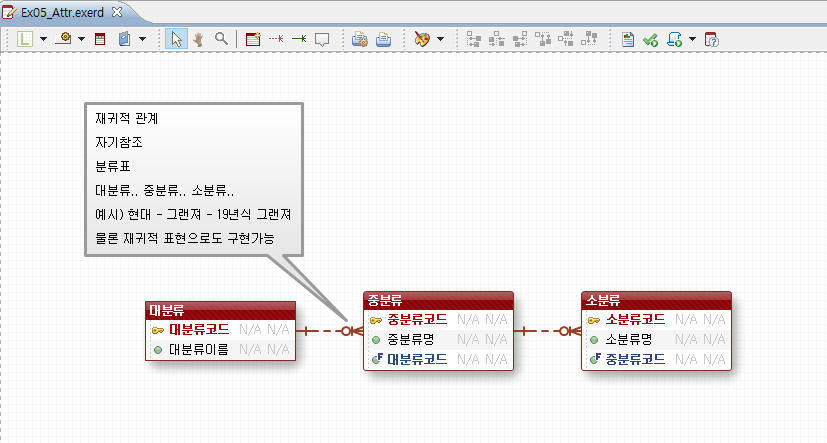 Ex05_Attr.exerd
재귀적 관계
자기참조
분류표
대분류.. 중분류.. 소분류..
예시) 현대 - 그랜져 - 19년식 그랜져
물론 재귀적 표현으로도 구현가능
대분류
대분류코드 N/A N/A
대분류이름 N/A N/A
중분류
중분류코드 N/A N/A
중분류명 N/A N/A
대분류코드 N/A N/A
소분류
소분류코드 N/A N/A
소분류명 N/A N/A
중분류코드 N/A N/A